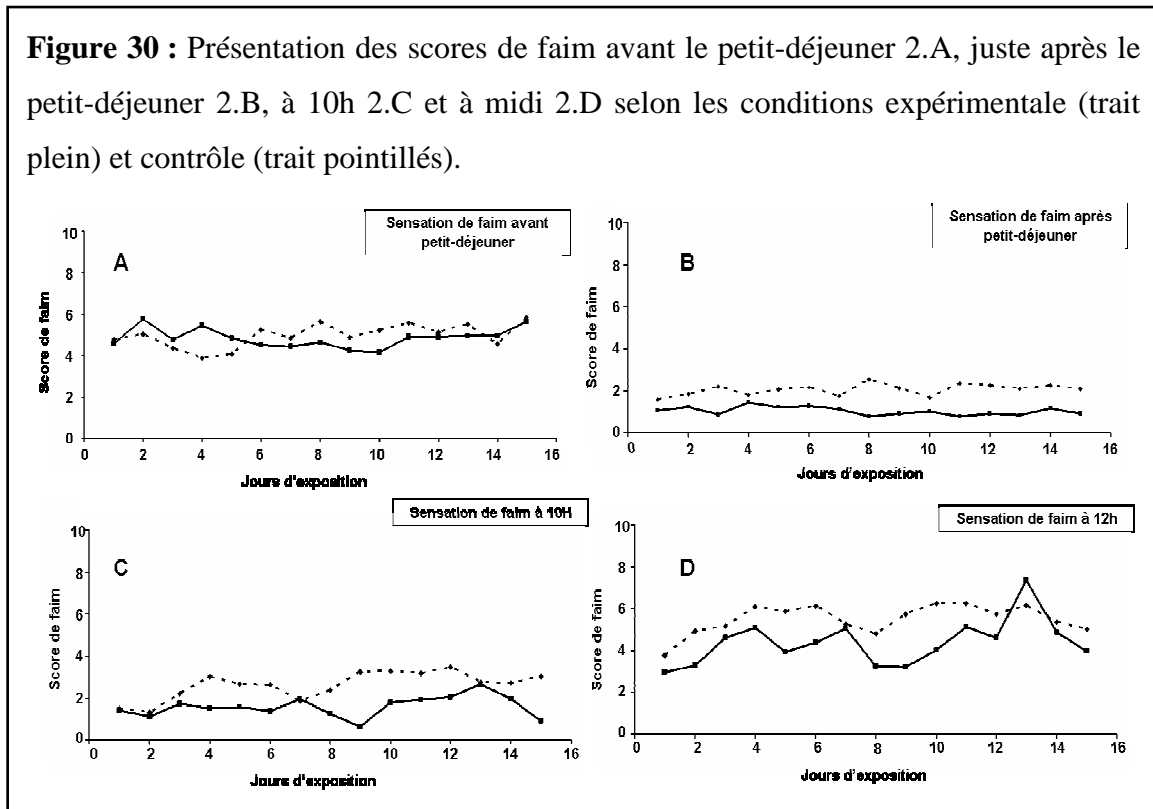 Figure 30 : Présentation des scores de faim avant le petit-déjeuner 2.A, juste après le
petit-déjeuner 2.B, à 10h 2.C et à midi 2.D selon les conditions expérimentale (trait
plein) et contrôle (trait pointillés).
Sensation de faim avant
petit-déjeuner
A
Score de faim
10
8
6
4
2
0
0 2 4 6 8 10 12 14 16
Jours d'exposition
Sensation de faim après
petit-déjeuner
B
Score de faim
10
8
6
4
2
0
0 2 4 6 8 10 12 14 16
Jours d'exposition
Sensation de faim à 10H
C
Score de faim
10
8
6
4
2
0
0 2 4 6 8 10 12 14 16
Jours d'exposition
Sensation de faim à 12h
D
Score de faim
10
8
6
4
2
0
0 2 4 6 8 10 12 14 16
Jours d'exposition